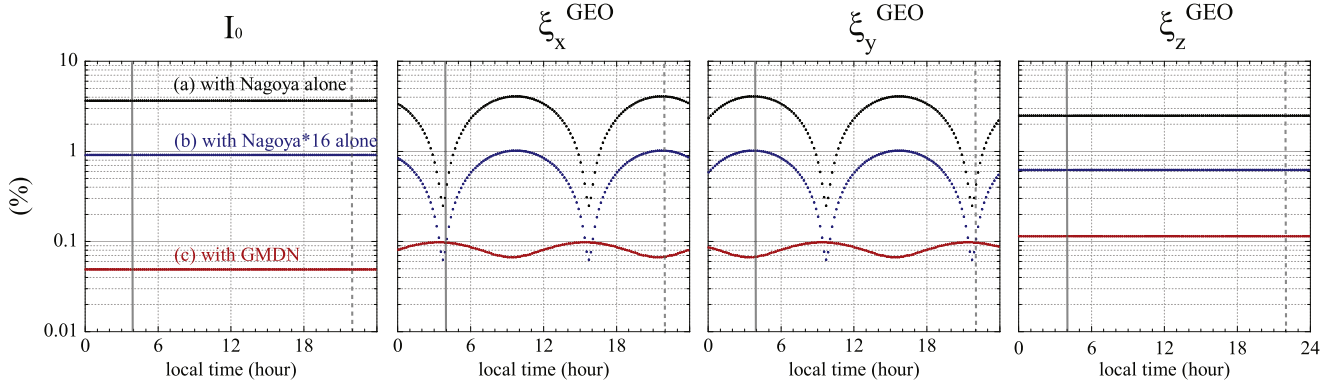 I₀ ξₓ^GEO ξ_y^GEO ξ_z^GEO
10
1
0.1
0.01
(%)
(a) with Nagoya alone
(b) with Nagoya*16 alone
(c) with GMDN
0 6 12 18 0 6 12 18 0 6 12 18 0 6 12 18 24
local time (hour) local time (hour) local time (hour) local time (hour)